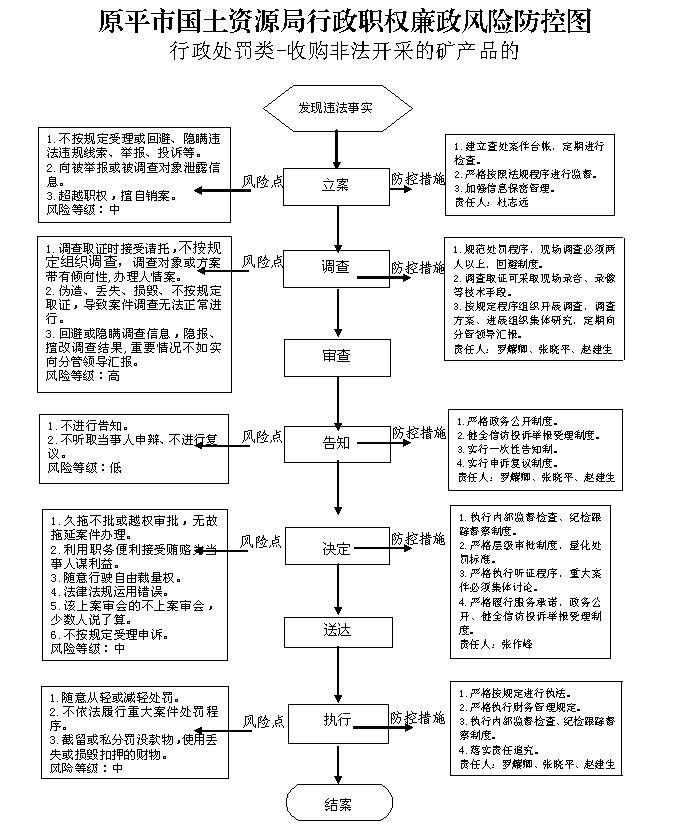 原平市国土资源局行政职权廉政风险防控图
行政处罚类-收购非法开采的矿产品的
发现违法事实
1.不按规定受理或回避、隐瞒违
法违规线索、举报、投诉等。
2.向被举报或被调查对象泄露信
息。
3.超越职权，擅自销案。
风险等级：中
风险点
立案
防控措施
1.建立查处案件台帐，定期进行
检查。
2.严格按照法规程序进行监督。
3.加强信息保密管理。
责任人：杜志远
1.调查取证时接受请托，不按规
定组织调查，调查对象或方案
带有倾向性,办理人情案。
2.伪造、丢失、损毁、不按规定
取证，导致案件调查无法正常进
行。
3.回避或隐瞒调查信息，隐报、
擅改调查结果,重要情况不如实
向分管领导汇报。
风险等级：高
风险点
调查
防控措施
1.规范处罚程序，现场调查必须两
人以上，回避制度。
2.调查取证可采取现场录音、录像
等技术手段。
3.按规定程序组织开展调查，调查
方案、进展组织集体研究，定期向
分管领导汇报。
责任人：罗耀卿、张晓平、赵建生
审查
1.不进行告知。
2.不听取当事人申辩、不进行复
议。
风险等级：低
风险点
告知
防控措施
1.严格政务公开制度。
2.健全信访投诉举报受理制度。
3.实行一次性告知制。
4.实行申诉复议制度。
责任人：罗耀卿、张晓平、赵建生
1.久拖不批或越权审批，无故
拖延案件办理。
2.利用职务便利接受贿赂为当
事人谋利益。
3.随意行驶自由裁量权。
4.法律法规运用错误。
5.该上案审会的不上案审会，
少数人说了算。
6.不按规定受理申诉。
风险等级：中
风险点
决定
防控措施
1.执行内部监督检查、纪检跟
踪督察制度。
2.严格层级审批制度，量化处
罚标准。
3.严格执行听证程序，重大案
件必须集体讨论。
4.严格履行服务承诺，政务公
开、健全信访投诉举报受理制
度。
责任人：张作峰
送达
1.随意从轻或减轻处罚。
2.不依法履行重大案件处罚程
序。
3.截留或私分罚没款物，使用丢
失或损毁扣押的财物。
风险等级：中
风险点
执行
防控措施
1.严格按规定进行执法。
2.严格执行财务管理规定。
3.执行内部监督检查、纪检跟踪督
察制度。
4.落实责任追究。
责任人：罗耀卿、张晓平、赵建生
结案